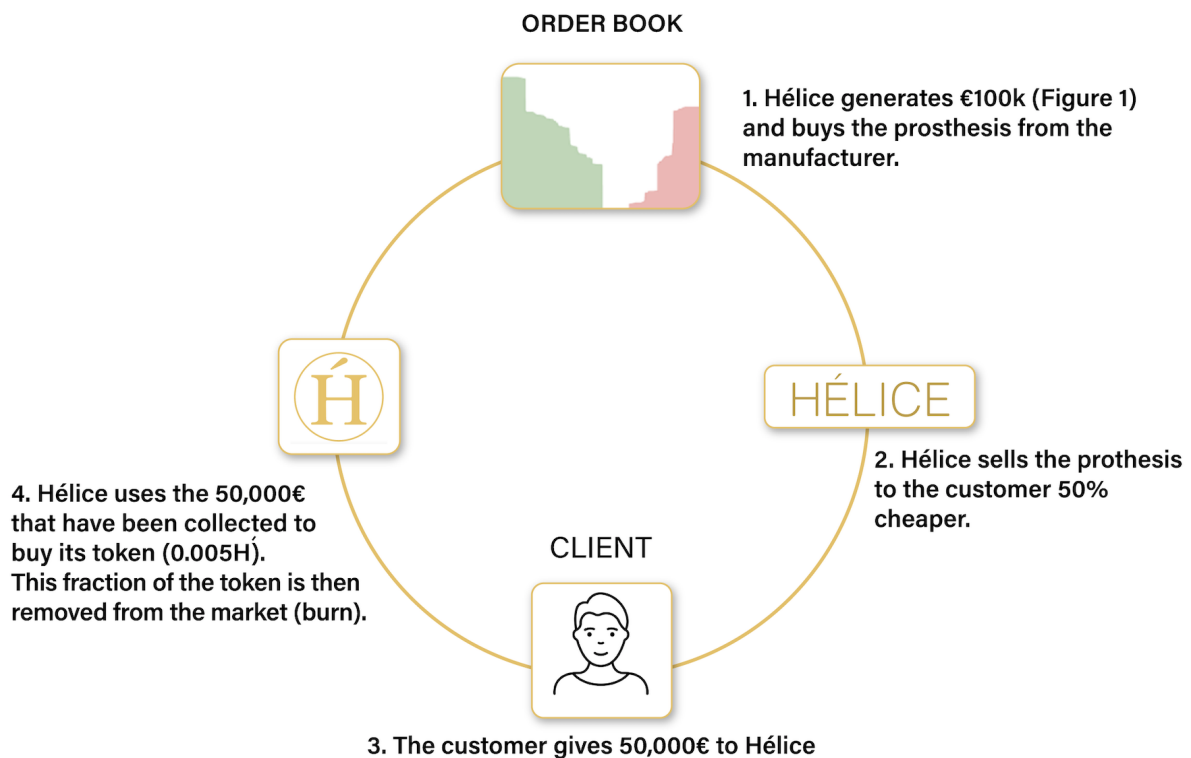 ORDER BOOK
1. Hélice generates €100k (Figure 1)
and buys the prosthesis from the
manufacturer.
HÉLICE
2. Hélice sells the prothesis
to the customer 50%
cheaper.
CLIENT
3. The customer gives 50,000€ to Hélice
H́
4. Hélice uses the 50,000€
that have been collected to
buy its token (0.005H́).
This fraction of the token is then
removed from the market (burn).